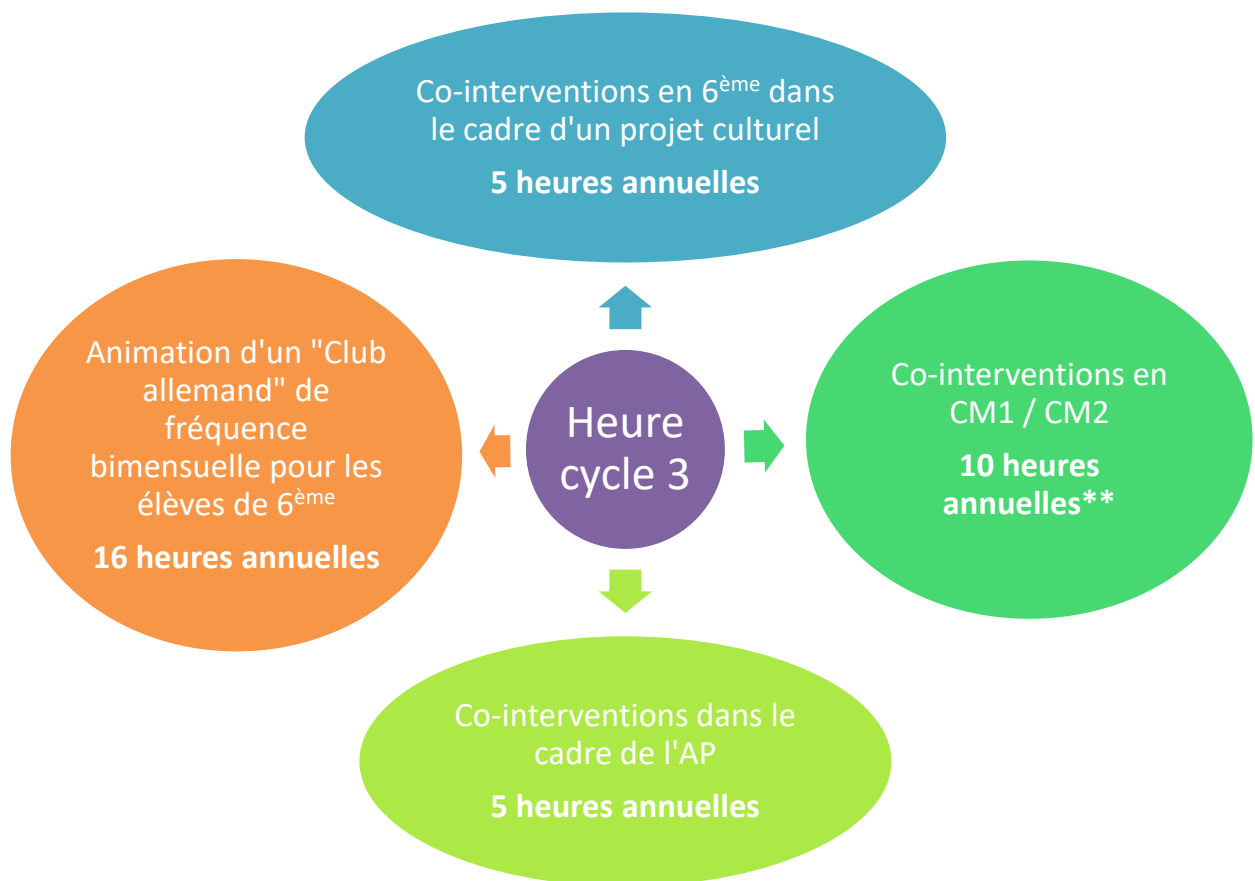 Co-interventions en 6ème dans
le cadre d'un projet culturel
5 heures annuelles
Animation d'un "Club
allemand" de
fréquence
bimensuelle pour les
élèves de 6ème
16 heures annuelles
Heure
cycle 3
Co-interventions en
CM1 / CM2
10 heures
annuelles**
Co-interventions dans le
cadre de l'AP
5 heures annuelles